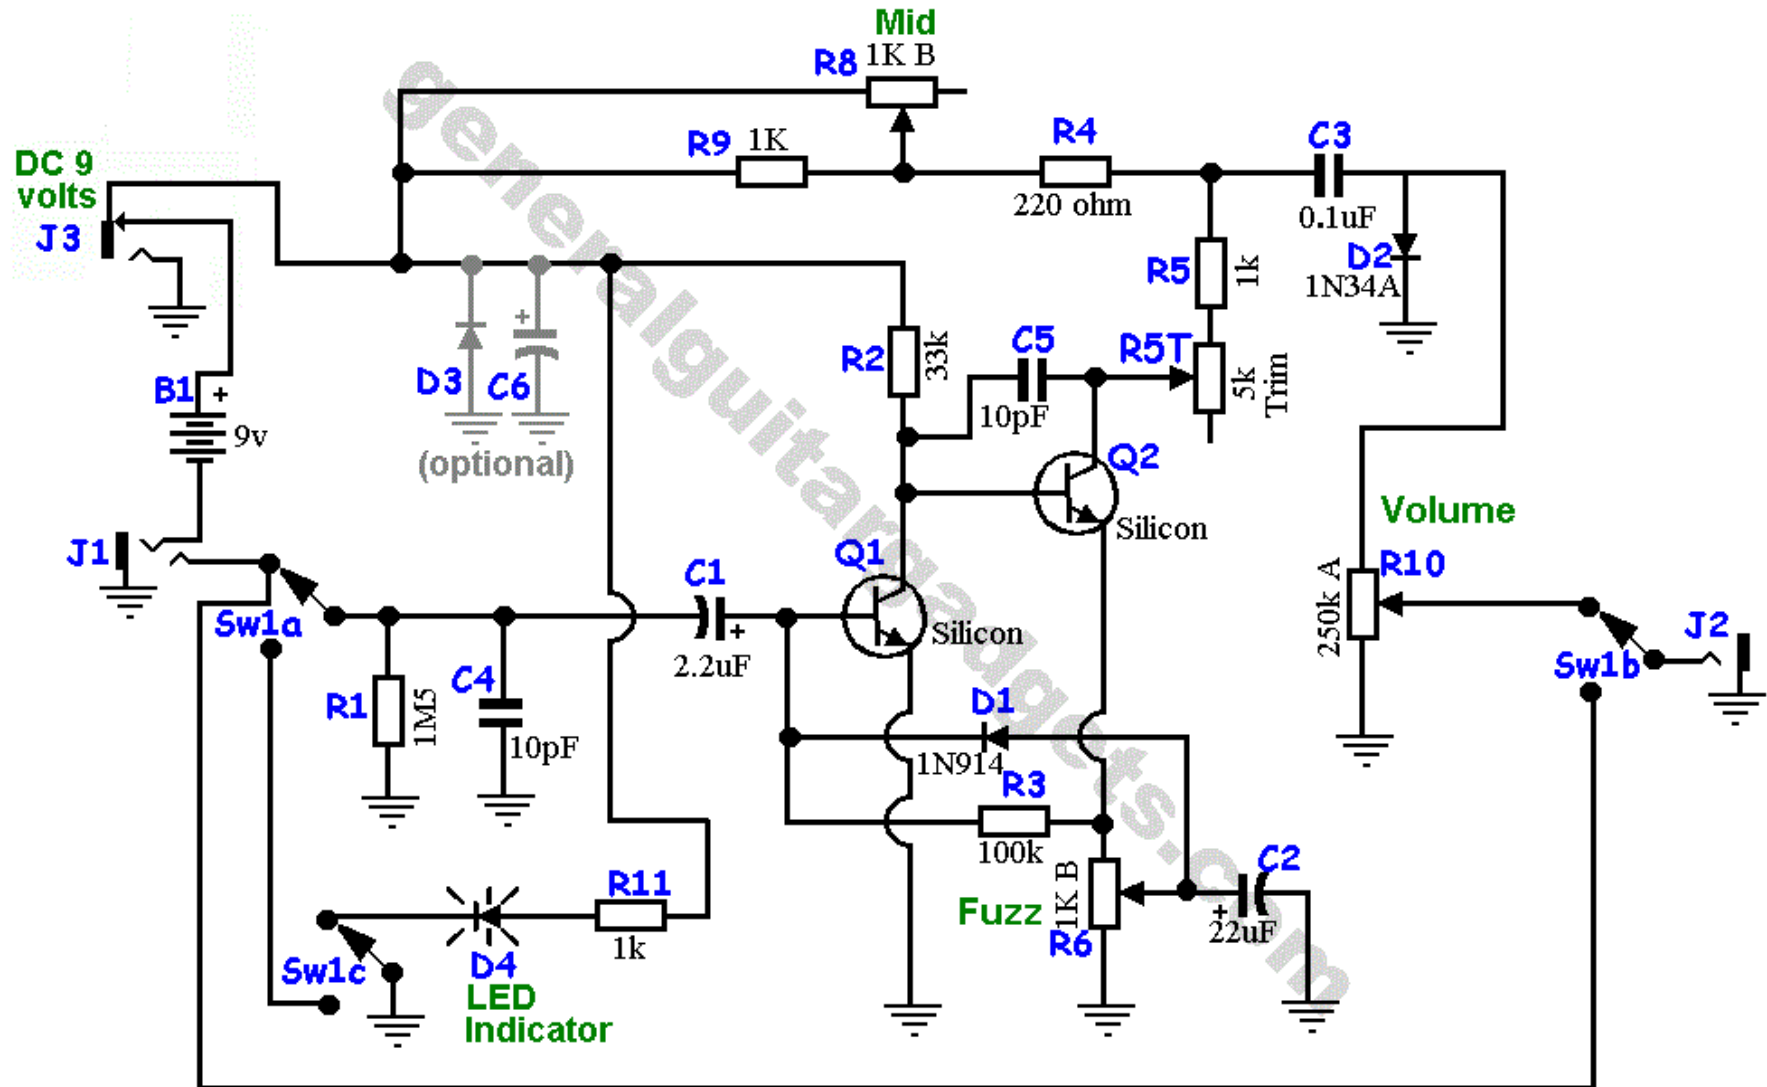 Mid
R8
1K B
R9
1K
R4
220 ohm
C3
0.1uF
DC 9
volts
J3
R5
1k
D2
1N34A
R2
33k
C5
10pF
R5T
5k
Trim
B1
+
9v
D3
+
C6
(optional)
Q2
Silicon
Volume
J1
Q1
Silicon
R10
250k A
C1
+
2.2uF
Sw1a
J2
Sw1b
R1
1M5
C4
10pF
D1
1N914
R3
100k
C2
+
22uF
Fuzz
1K B
R6
R11
1k
Sw1c
D4
LED
Indicator
generalguitargadgets.com